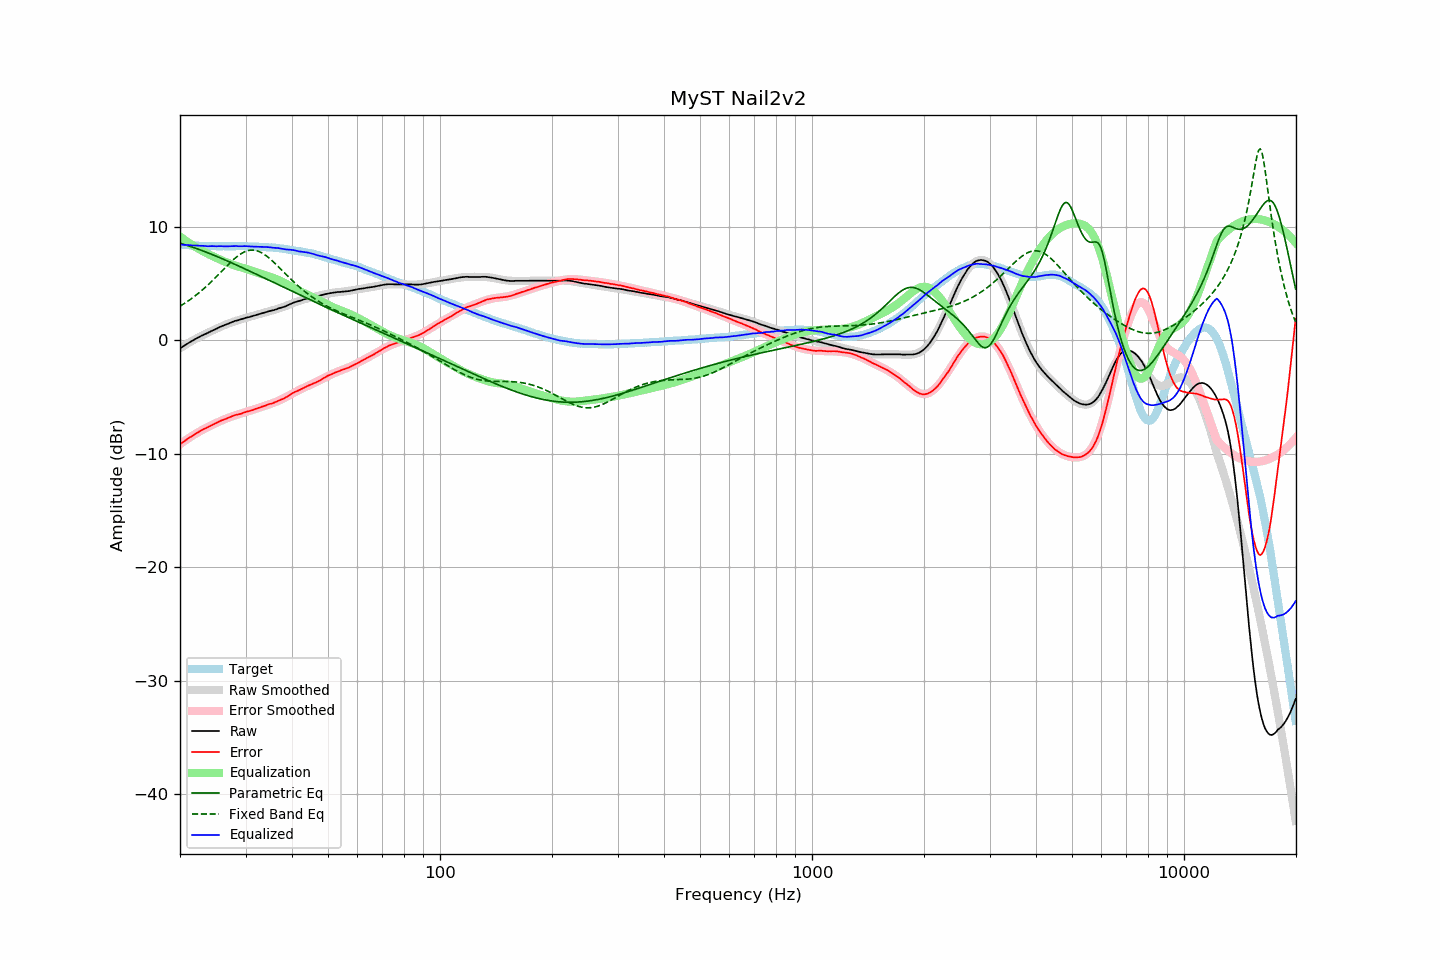 MyST Nail2v2
Amplitude (dBr)
10
0
−10
−20
−30
−40
Target
Raw Smoothed
Error Smoothed
Raw
Error
Equalization
Parametric Eq
Fixed Band Eq
Equalized
100
1000
10000
Frequency (Hz)